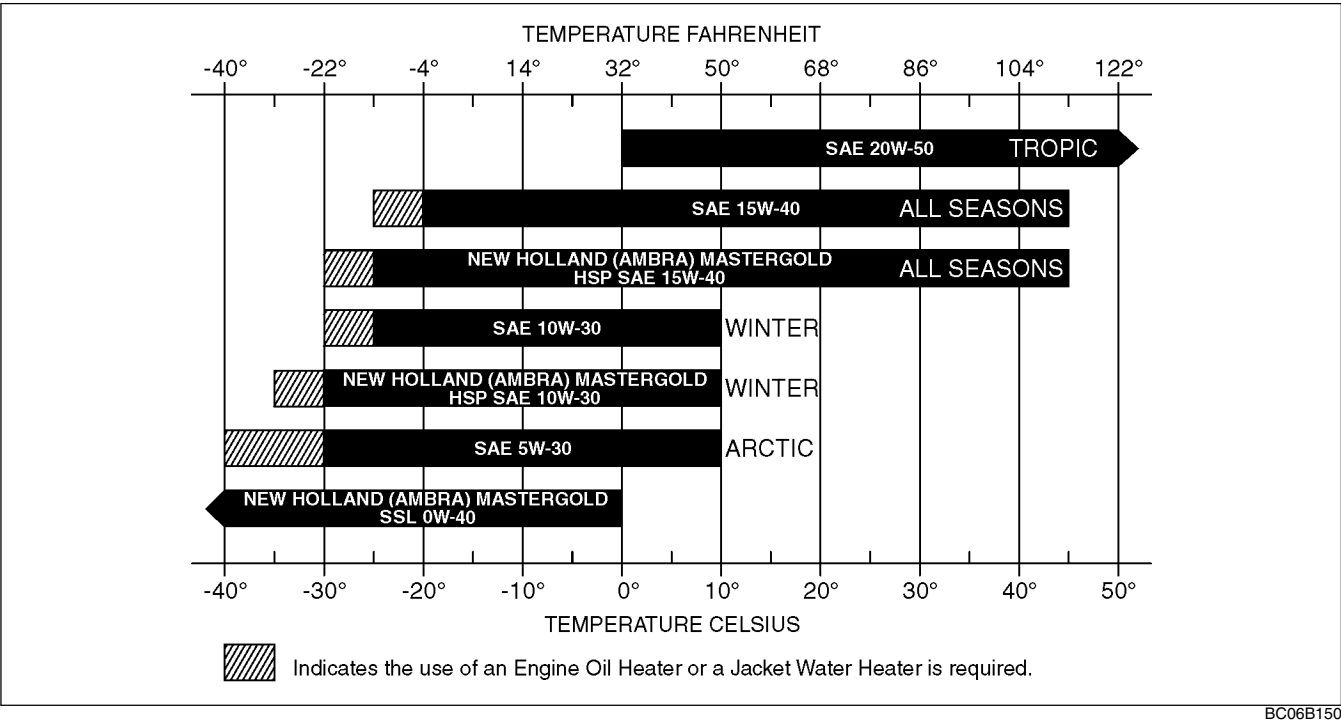 TEMPERATURE FAHRENHEIT
-40° -22° -4° 14° 32° 50° 68° 86° 104° 122°
SAE 20W-50 TROPIC
SAE 15W-40 ALL SEASONS
NEW HOLLAND (AMBRA) MASTERGOLD
HSP SAE 15W-40 ALL SEASONS
SAE 10W-30 WINTER
NEW HOLLAND (AMBRA) MASTERGOLD
HSP SAE 10W-30 WINTER
SAE 5W-30 ARCTIC
NEW HOLLAND (AMBRA) MASTERGOLD
SSL 0W-40
-40° -30° -20° -10° 0° 10° 20° 30° 40° 50°
TEMPERATURE CELSIUS
Indicates the use of an Engine Oil Heater or a Jacket Water Heater is required.
BC06B150